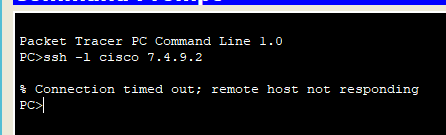 Packet Tracer PC Command Line 1.0
PC>ssh -l cisco 7.4.9.2
% Connection timed out; remote host not responding
PC>